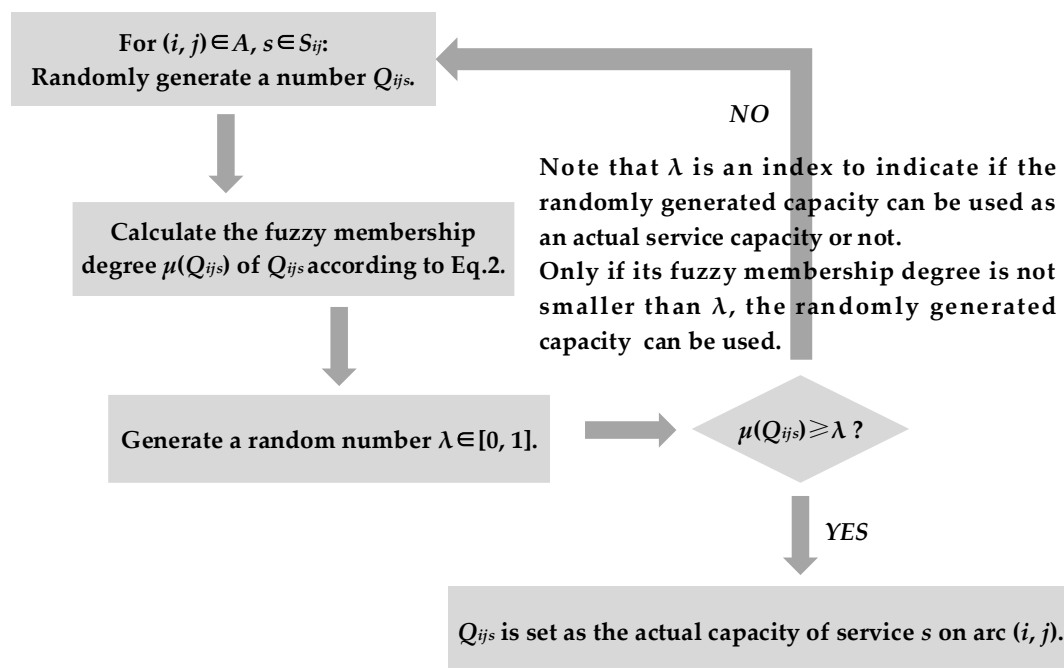 For (i, j)∈A, s∈Sij:
Randomly generate a number Qijs.
NO
Note that λ is an index to indicate if the
randomly generated capacity can be used as
an actual service capacity or not.
Only if its fuzzy membership degree is not
smaller than λ, the randomly generated
capacity can be used.
Calculate the fuzzy membership
degree μ(Qijs) of Qijs according to Eq.2.
Generate a random number λ∈[0, 1].
μ(Qijs)≥λ ?
YES
Qijs is set as the actual capacity of service s on arc (i, j).